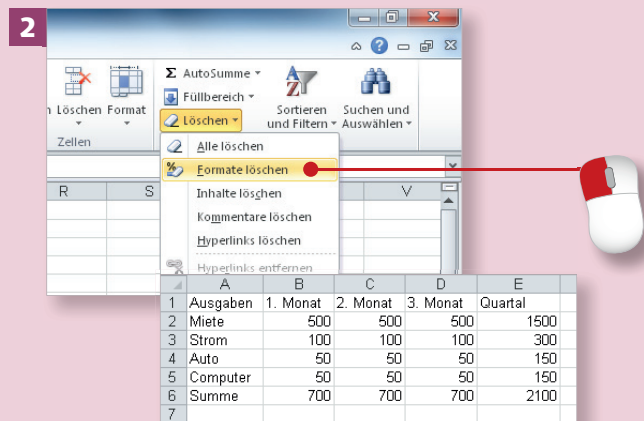 2
Σ AutoSumme
Füllbereich
Löschen
n Löschen Format
Zellen
Sortieren und Filtern
Suchen und Auswählen
Alle löschen
Formate löschen
Inhalte löschen
Kommentare löschen
Hyperlinks löschen
Hyperlinks entfernen
R S V
A B C D E
1 Ausgaben 1. Monat 2. Monat 3. Monat Quartal
2 Miete 500 500 500 1500
3 Strom 100 100 100 300
4 Auto 50 50 50 150
5 Computer 50 50 50 150
6 Summe 700 700 700 2100
7